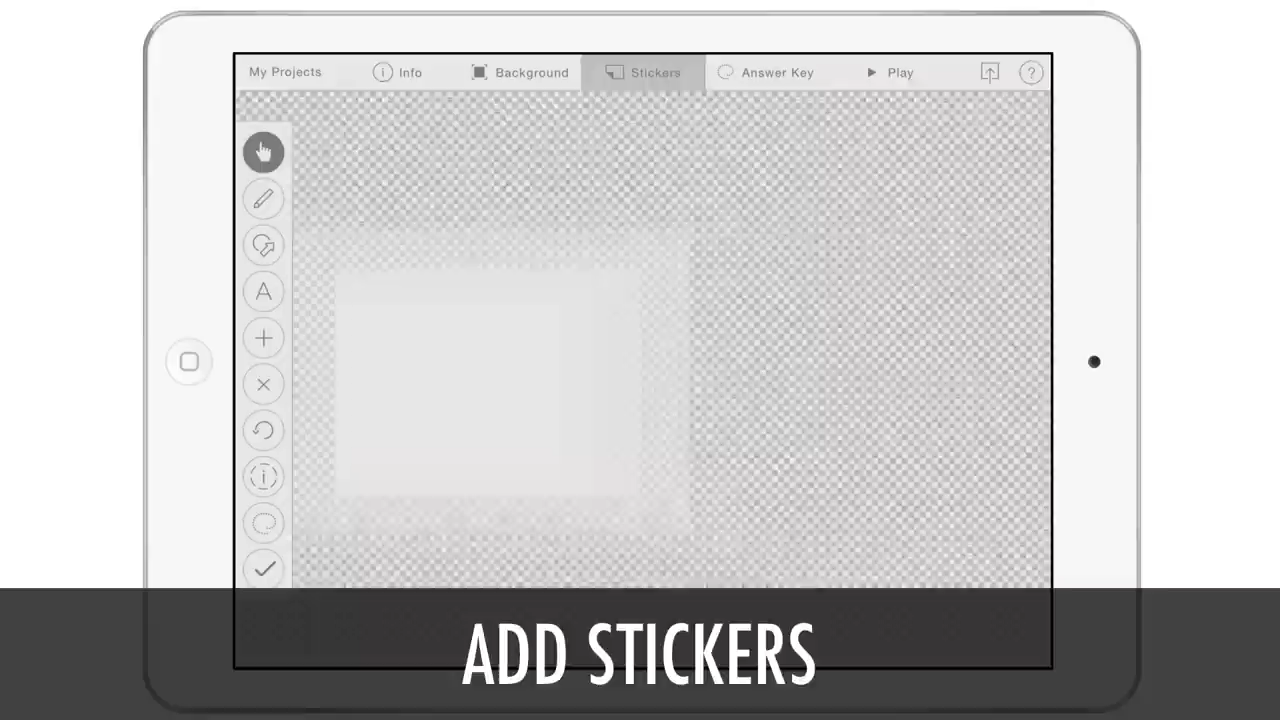 My Projects
Info
Background
Stickers
Answer Key
Play
?
A
i
ADD STICKERS